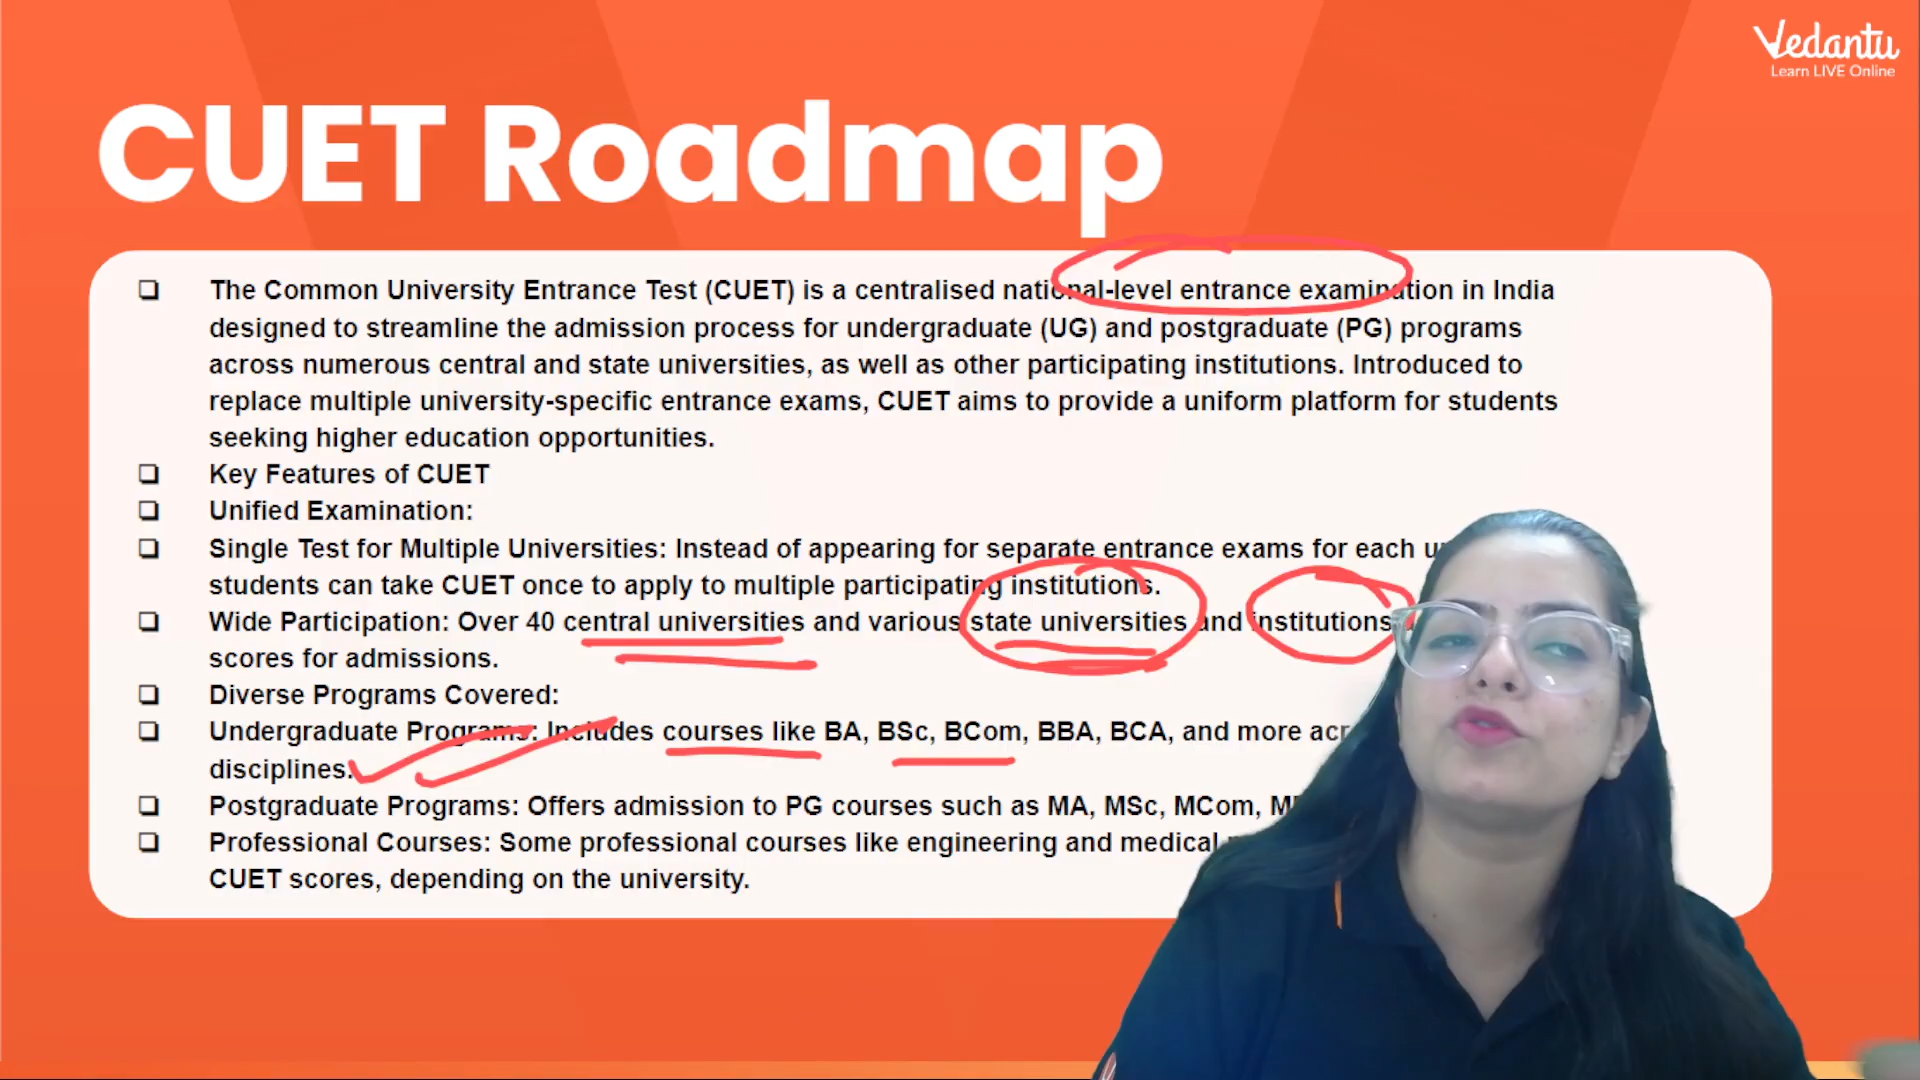 Vedantu
Learn LIVE Online
CUET Roadmap
The Common University Entrance Test (CUET) is a centralised national-level entrance examination in India
designed to streamline the admission process for undergraduate (UG) and postgraduate (PG) programs
across numerous central and state universities, as well as other participating institutions. Introduced to
replace multiple university-specific entrance exams, CUET aims to provide a uniform platform for students
seeking higher education opportunities.
Key Features of CUET
Unified Examination:
Single Test for Multiple Universities: Instead of appearing for separate entrance exams for each
students can take CUET once to apply to multiple participating institutions.
Wide Participation: Over 40 central universities and various state universities and institutions
scores for admissions.
Diverse Programs Covered:
Undergraduate Programs: Includes courses like BA, BSc, BCom, BBA, BCA, and more
disciplines.
Postgraduate Programs: Offers admission to PG courses such as MA, MSc, MCom,
Professional Courses: Some professional courses like engineering and medical
CUET scores, depending on the university.